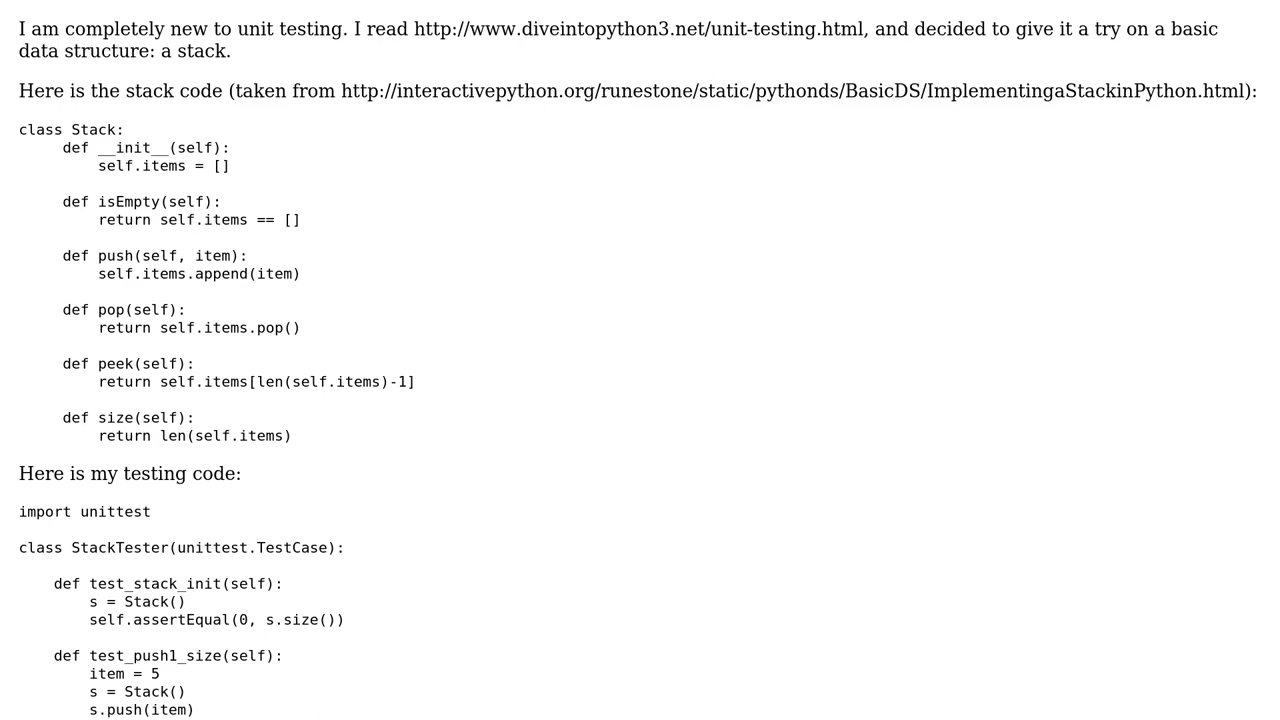 I am completely new to unit testing. I read http://www.diveintopython3.net/unit-testing.html, and decided to give it a try on a basic
data structure: a stack.
Here is the stack code (taken from http://interactivepython.org/runestone/static/pythonds/BasicDS/ImplementingaStackinPython.html):
class Stack:
     def __init__(self):
         self.items = []

     def isEmpty(self):
         return self.items == []

     def push(self, item):
         self.items.append(item)

     def pop(self):
         return self.items.pop()

     def peek(self):
         return self.items[len(self.items)-1]

     def size(self):
         return len(self.items)
Here is my testing code:
import unittest

class StackTester(unittest.TestCase):

    def test_stack_init(self):
        s = Stack()
        self.assertEqual(0, s.size())

    def test_push1_size(self):
        item = 5
        s = Stack()
        s.push(item)